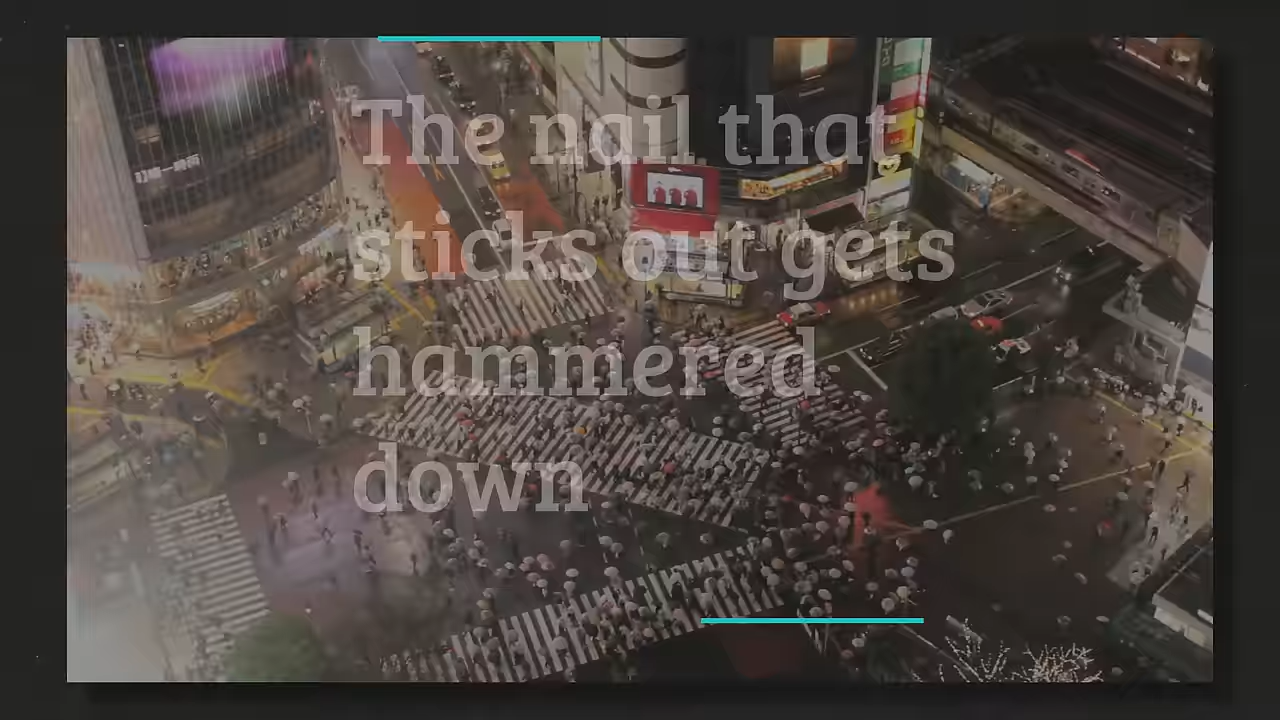 The nail that
sticks out gets
hammered
down